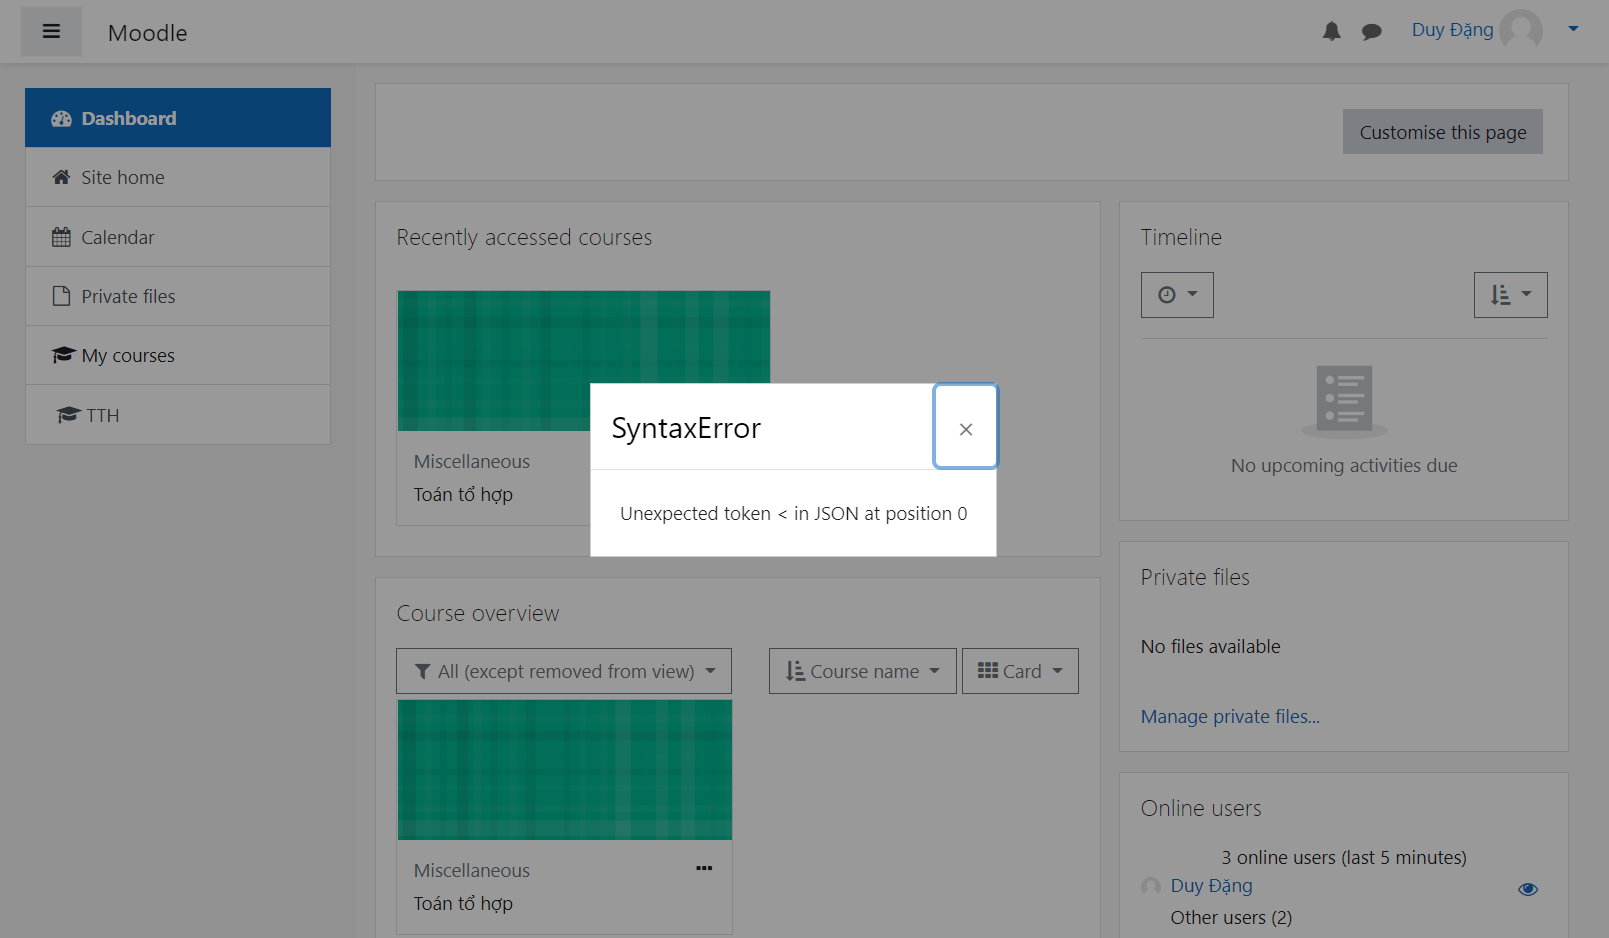 Moodle
Duy Đặng
Dashboard
Site home
Calendar
Private files
My courses
TTH
Customise this page
Recently accessed courses
Miscellaneous
Toán tổ hợp
SyntaxError
×
Unexpected token < in JSON at position 0
Course overview
All (except removed from view)
Course name
Card
Miscellaneous
Toán tổ hợp
Timeline
No upcoming activities due
Private files
No files available
Manage private files...
Online users
3 online users (last 5 minutes)
Duy Đặng
Other users (2)